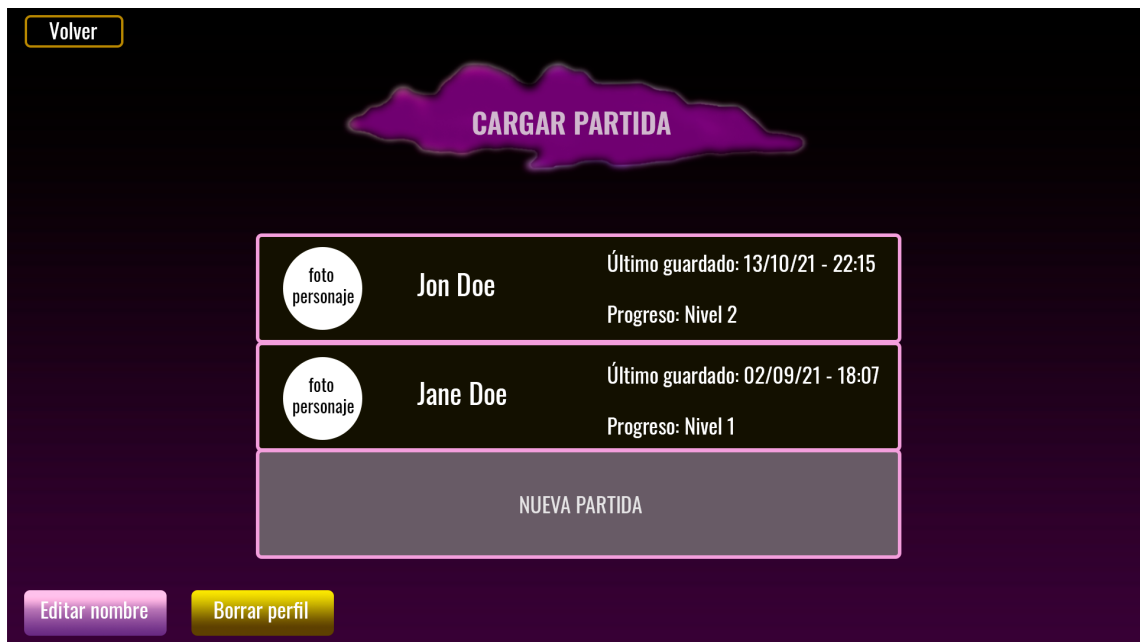 Volver
CARGAR PARTIDA
foto
personaje
Jon Doe
Último guardado: 13/10/21 - 22:15
Progreso: Nivel 2
foto
personaje
Jane Doe
Último guardado: 02/09/21 - 18:07
Progreso: Nivel 1
NUEVA PARTIDA
Editar nombre
Borrar perfil